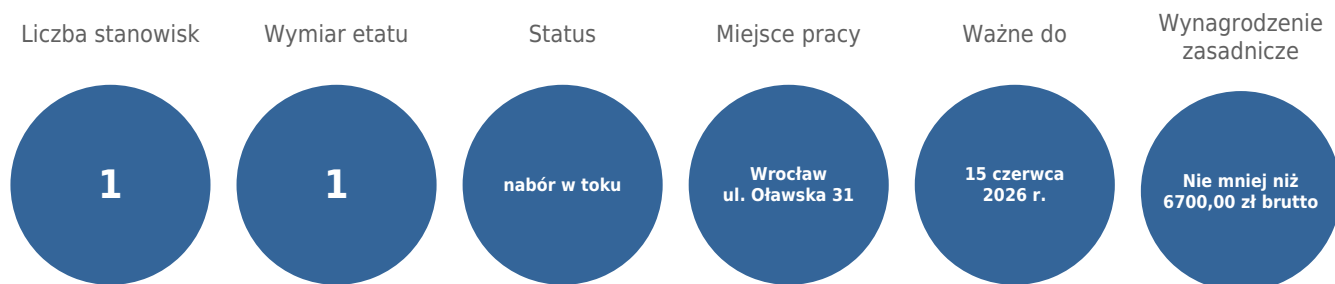 Liczba stanowisk
1
Wymiar etatu
1
Status
nabór w toku
Miejsce pracy
Wrocław
ul. Oławska 31
Ważne do
15 czerwca
2026 r.
Wynagrodzenie
zasadnicze
Nie mniej niż
6700,00 zł brutto